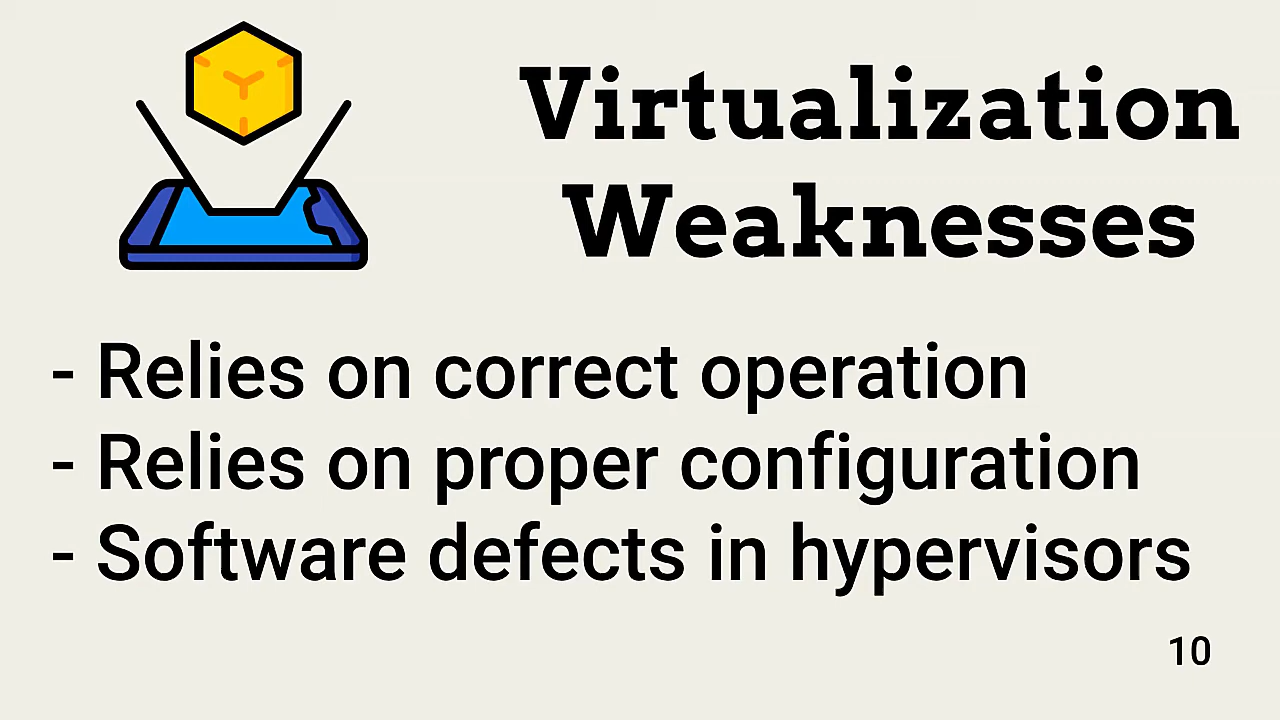 Virtualization
Weaknesses
- Relies on correct operation
- Relies on proper configuration
- Software defects in hypervisors
10